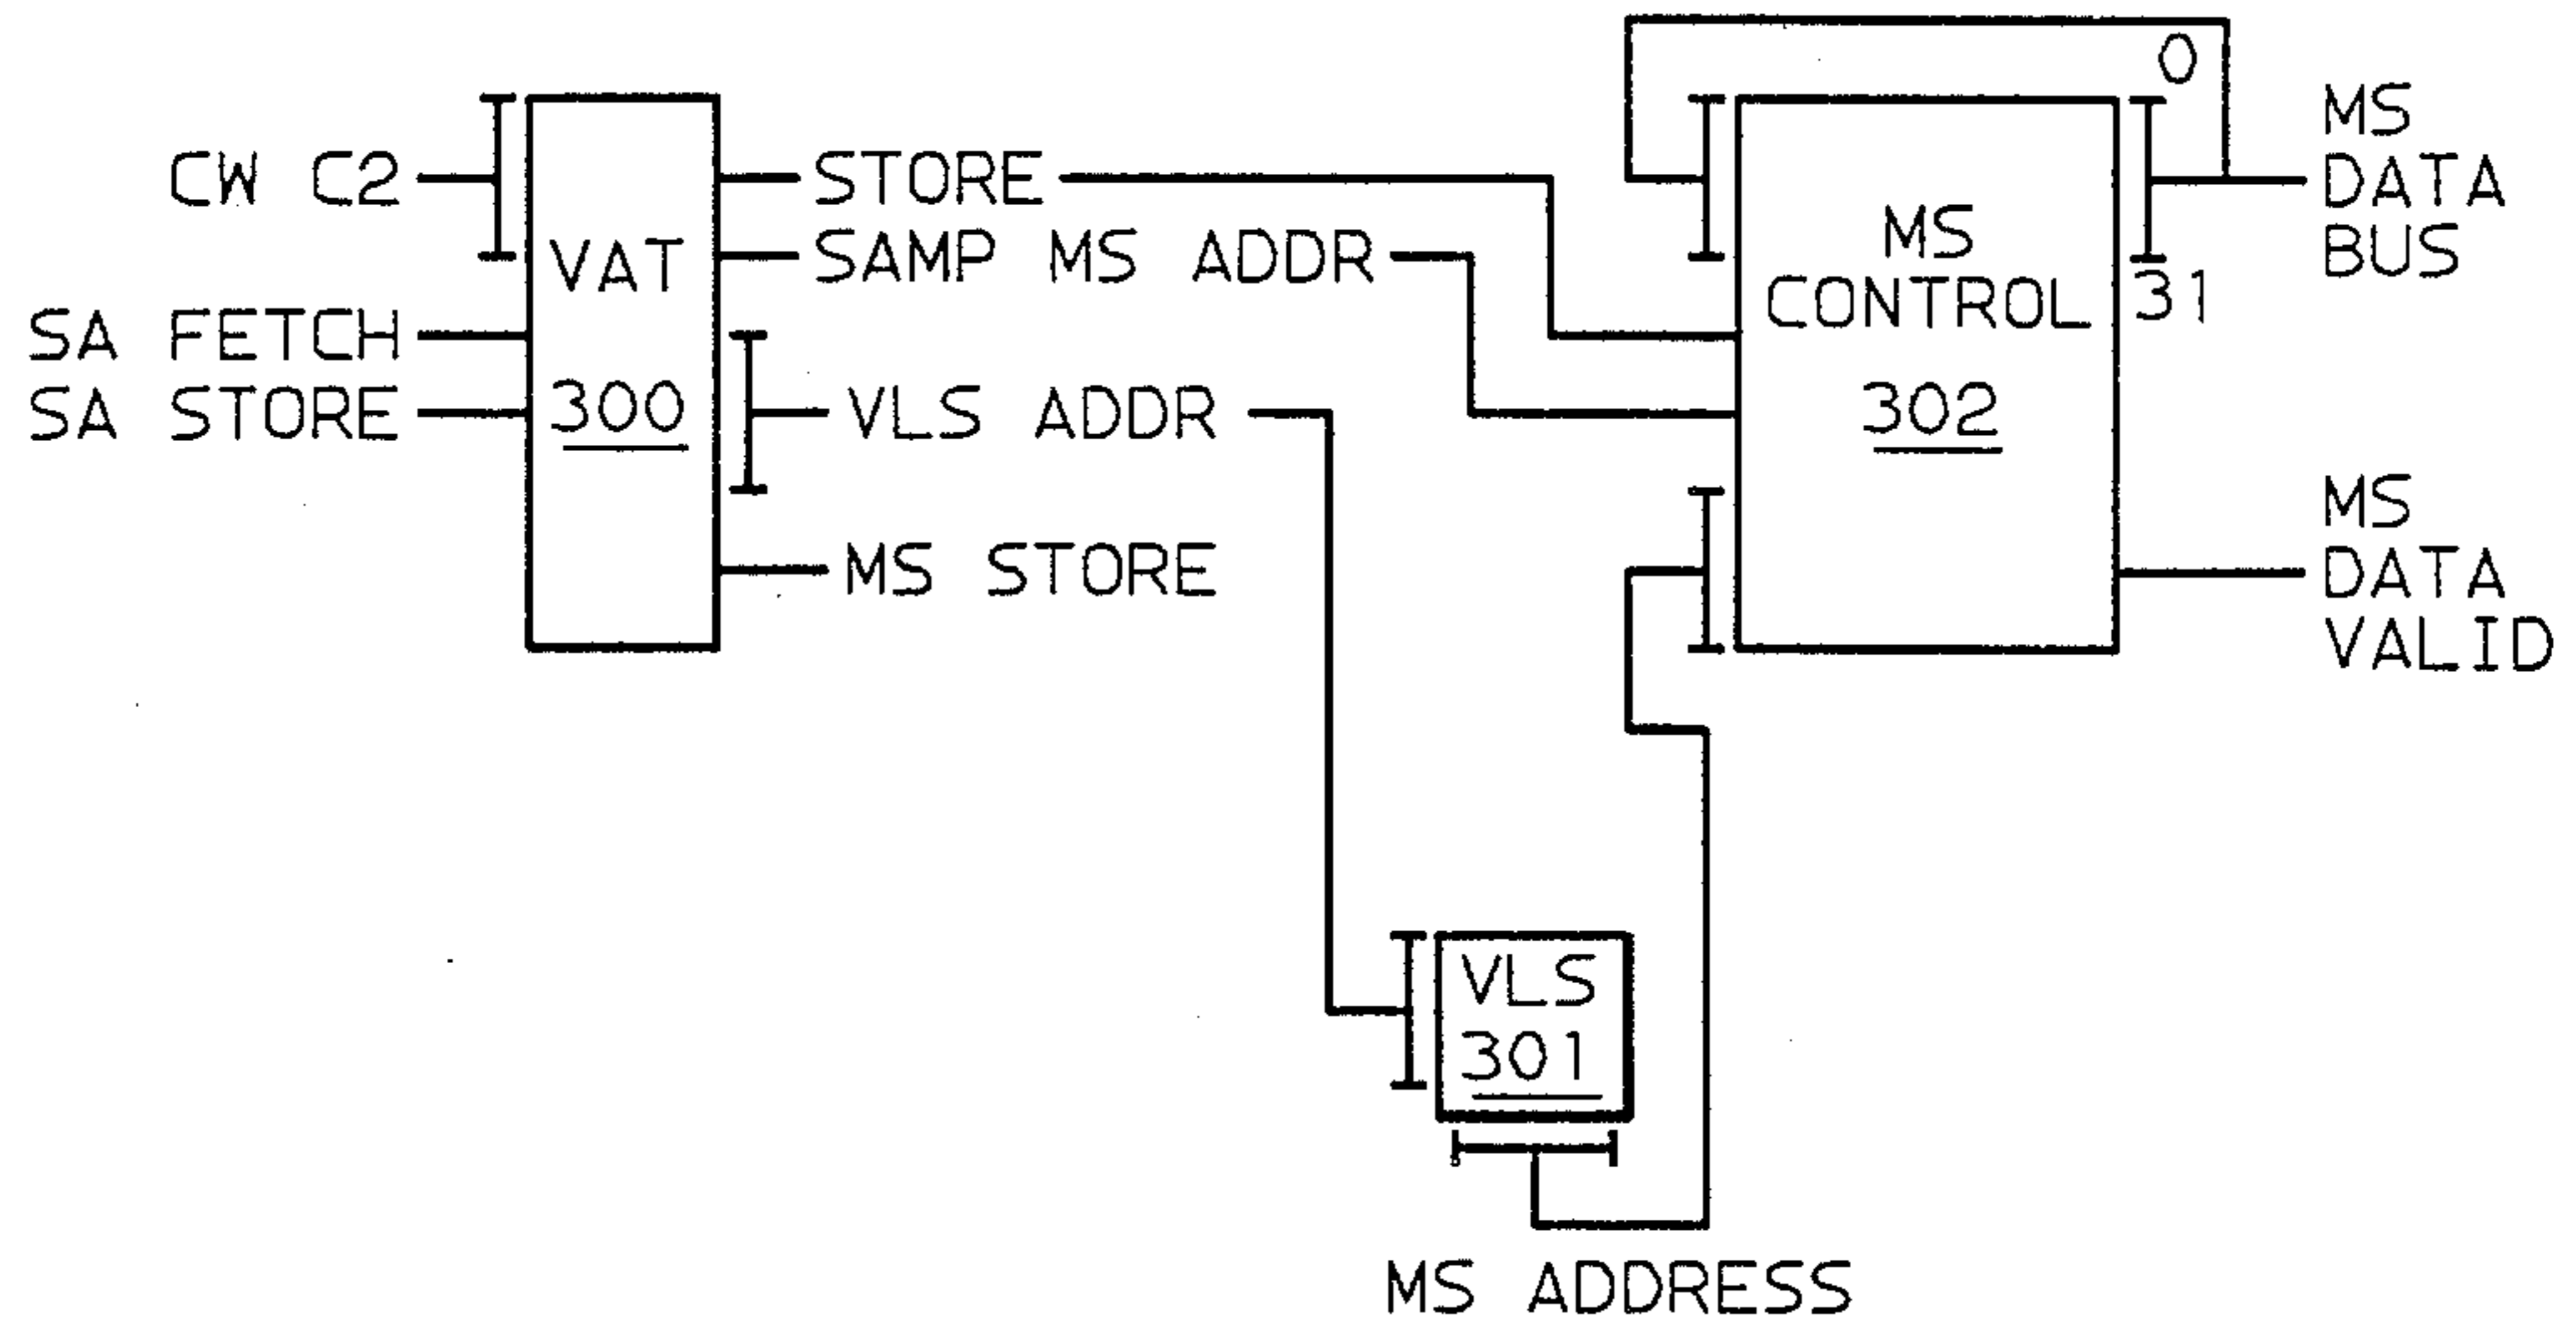 CW C2
SA FETCH
SA STORE
VAT
300
STORE
SAMP MS ADDR
VLS ADDR
MS STORE
MS
CONTROL
302
0
31
MS
DATA
BUS
MS
DATA
VALID
VLS
301
MS ADDRESS